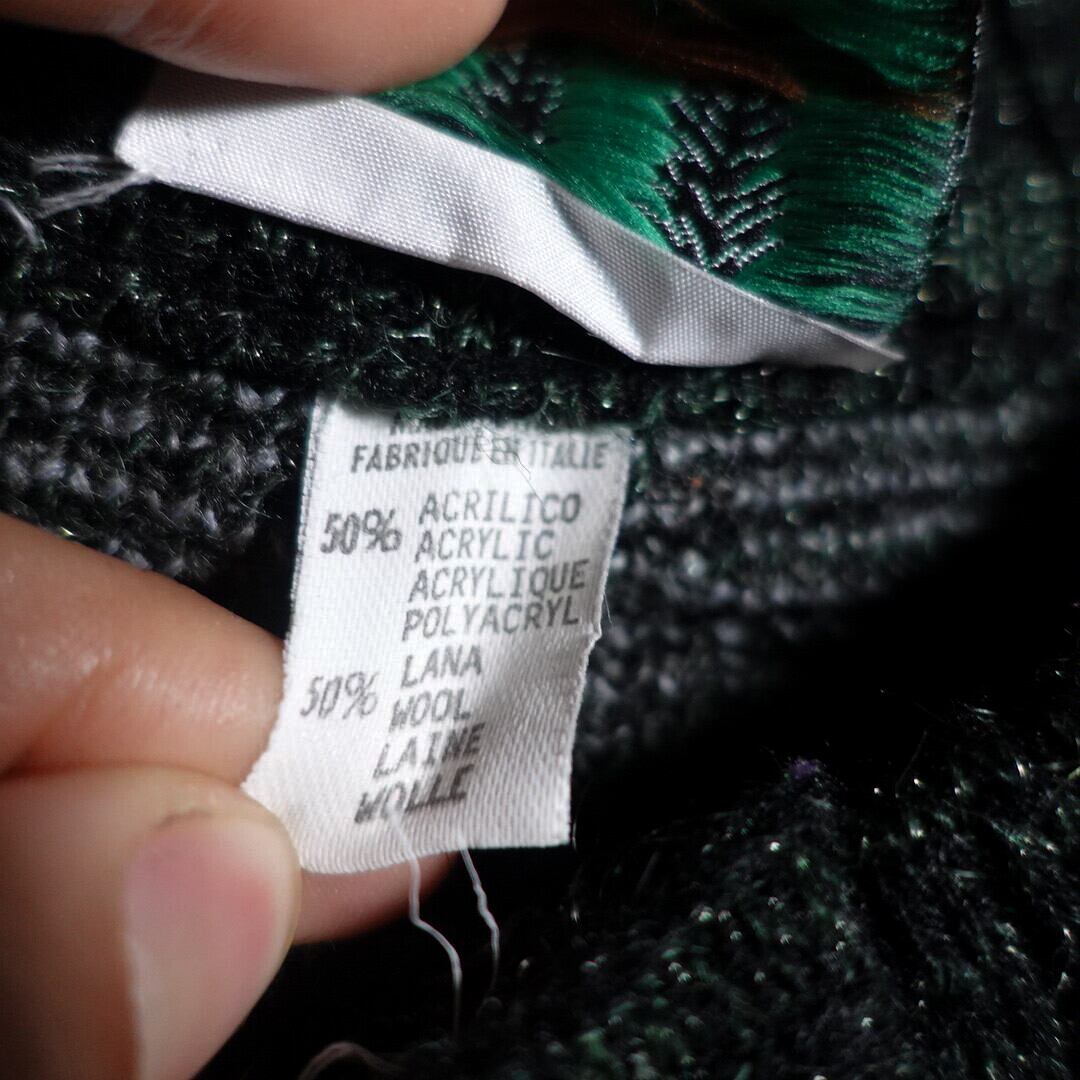 FABRIQUE EN ITALIE
50% ACRILICO
ACRYLIC
ACRYLIQUE
POLYACRYL
50% LANA
WOOL
LAINE
WOLLE